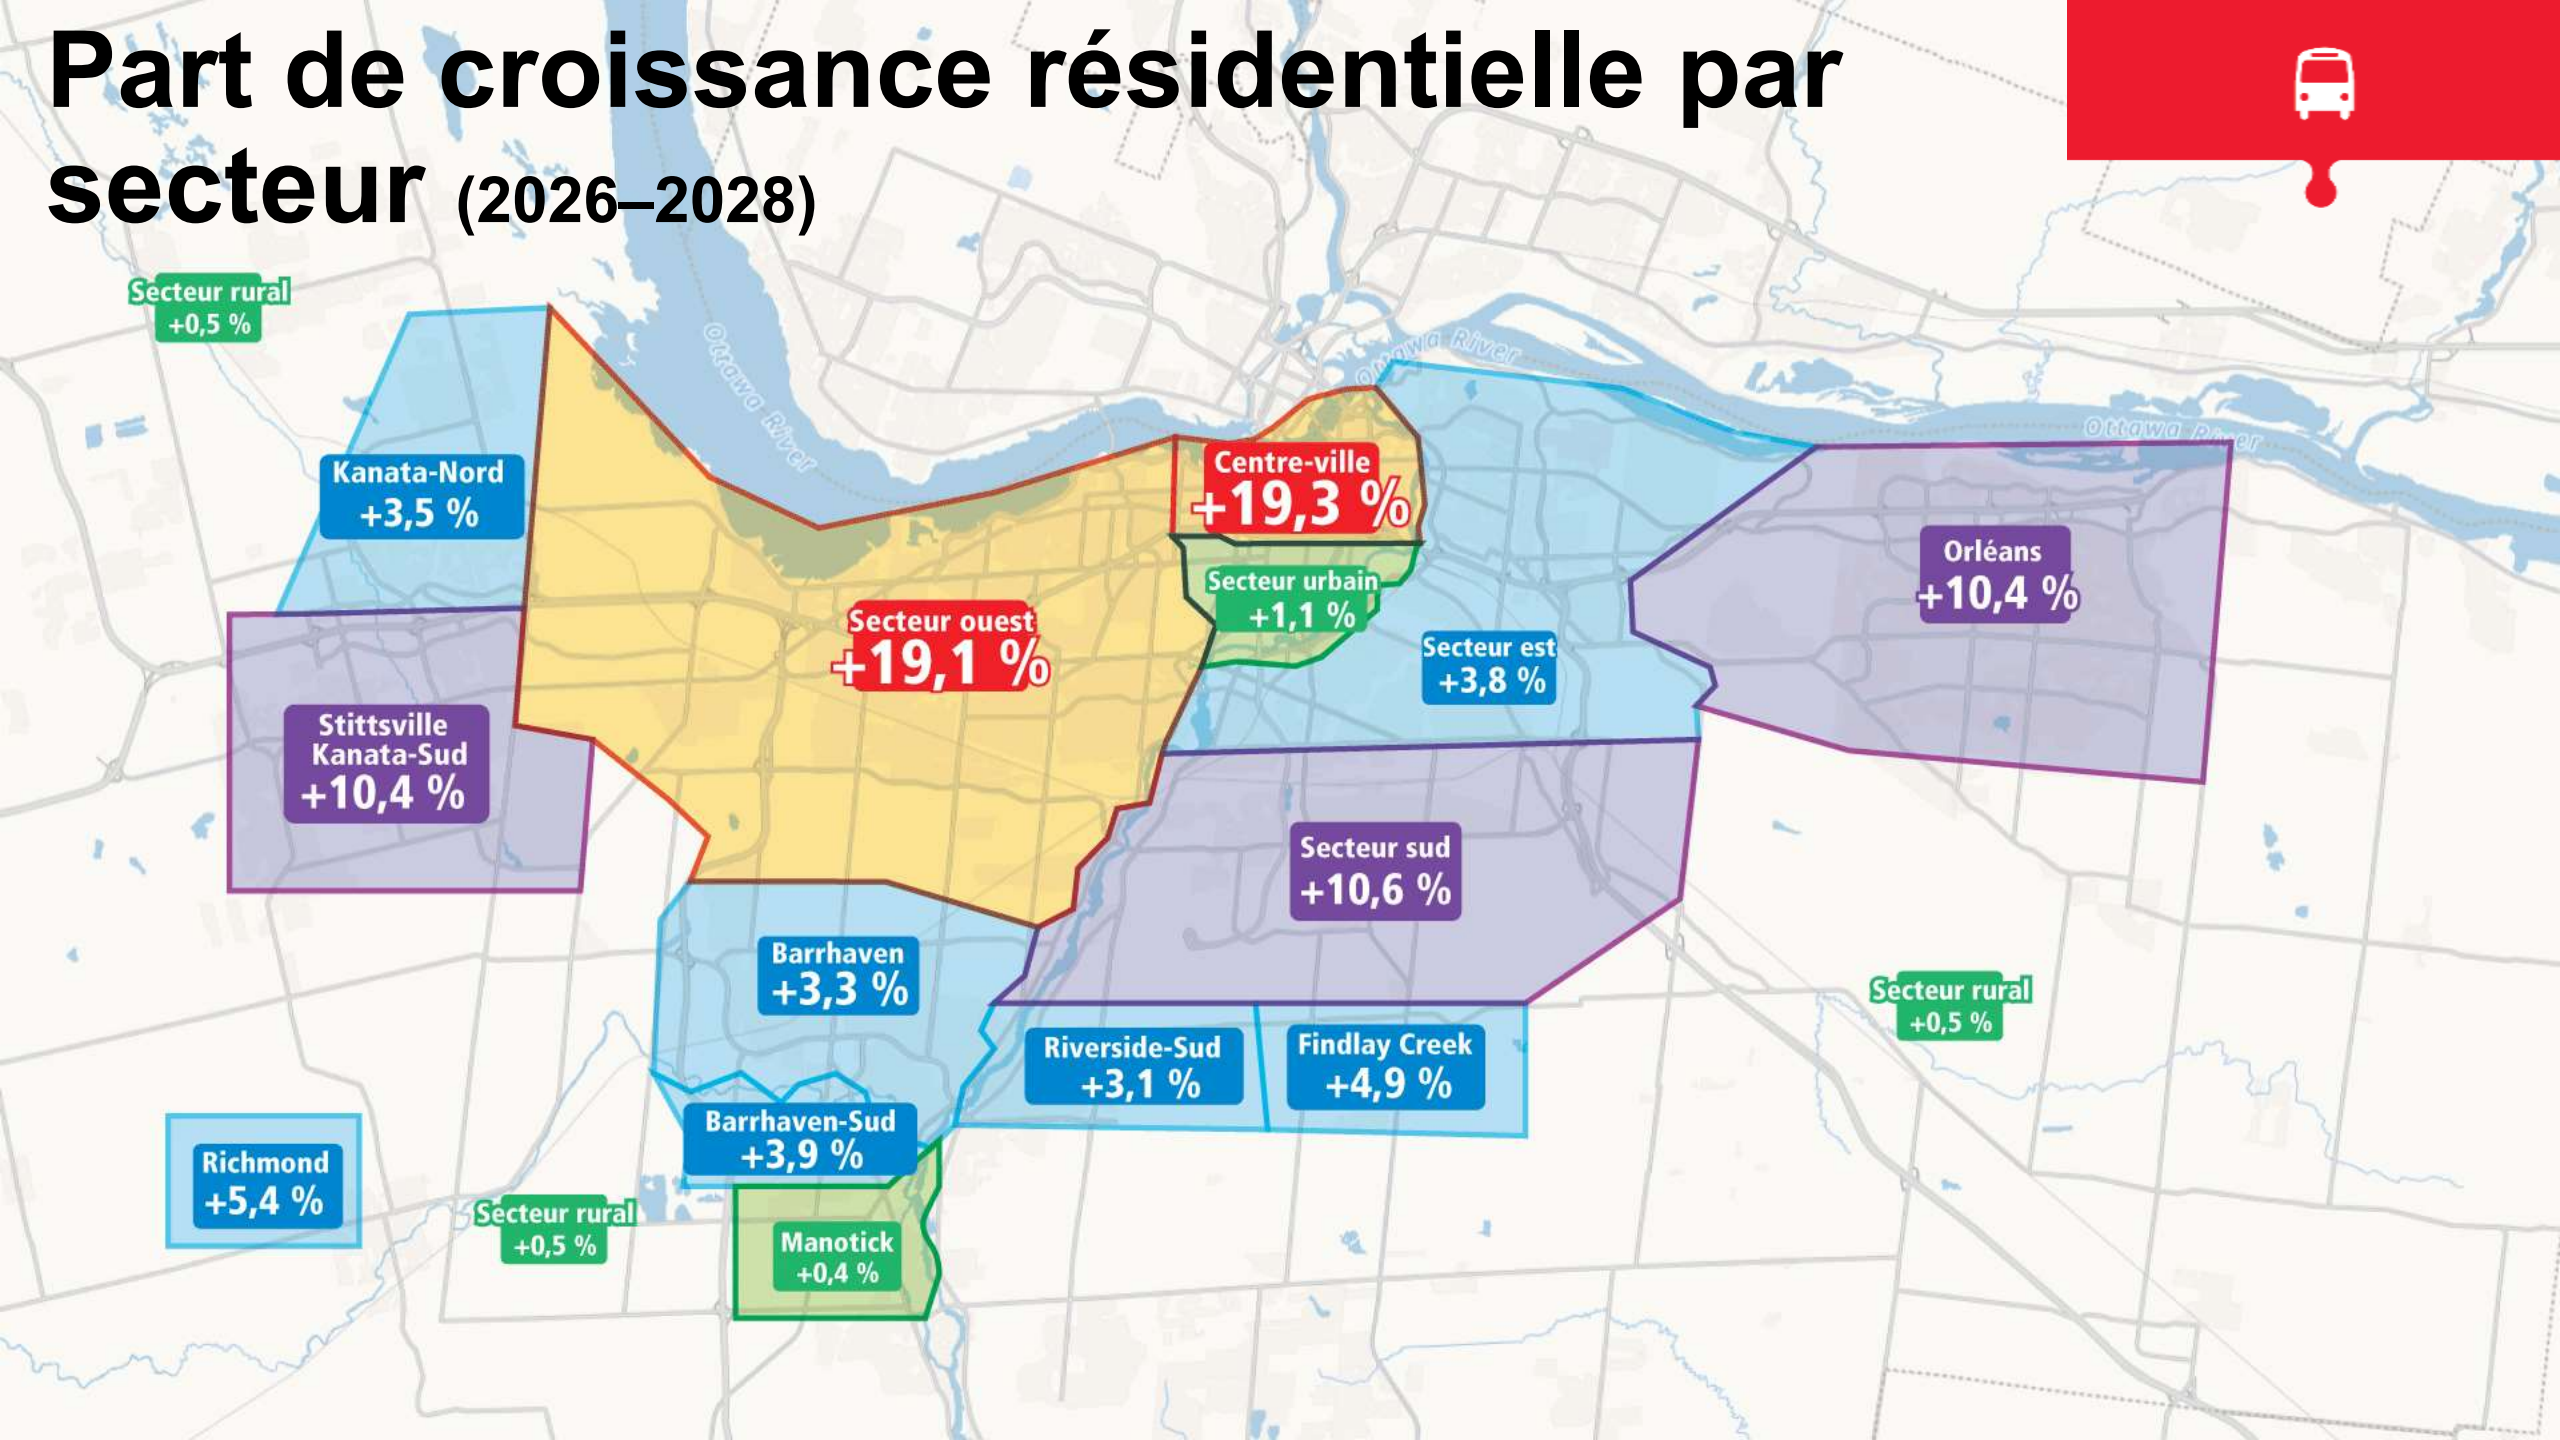 Part de croissance résidentielle par
secteur (2026–2028)
Secteur rural
+0,5 %
Ottawa River
Ottawa River
Ottawa River
Kanata-Nord
+3,5 %
Centre-ville
+19,3 %
Orléans
+10,4 %
Secteur urbain
+1,1 %
Secteur ouest
+19,1 %
Secteur est
+3,8 %
Stittsville
Kanata-Sud
+10,4 %
Secteur sud
+10,6 %
Barrhaven
+3,3 %
Secteur rural
+0,5 %
Riverside-Sud
+3,1 %
Findlay Creek
+4,9 %
Barrhaven-Sud
+3,9 %
Richmond
+5,4 %
Secteur rural
+0,5 %
Manotick
+0,4 %